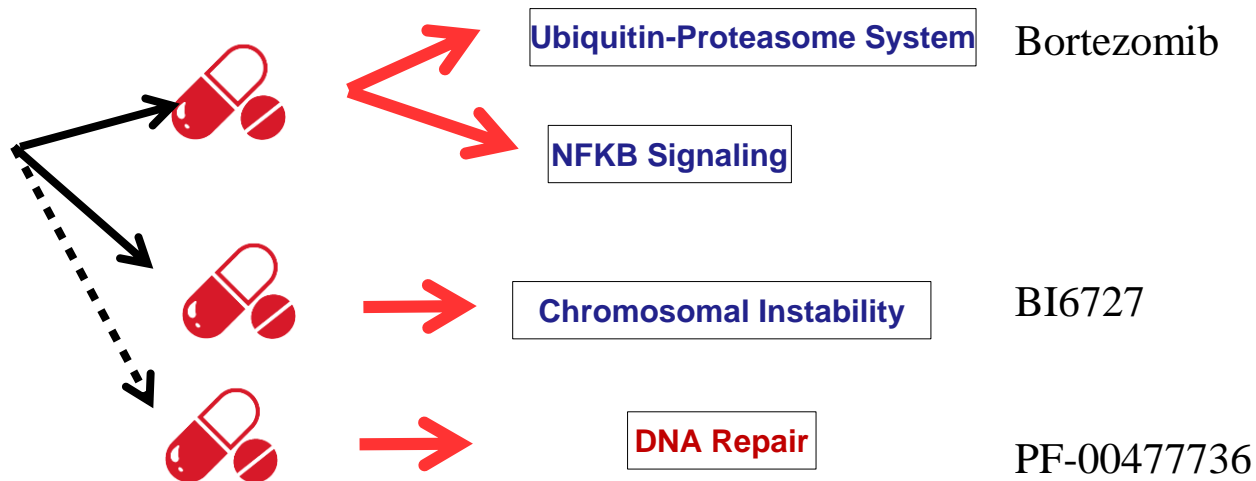 Ubiquitin-Proteasome System
Bortezomib
NFKB Signaling
Chromosomal Instability
BI6727
DNA Repair
PF-00477736